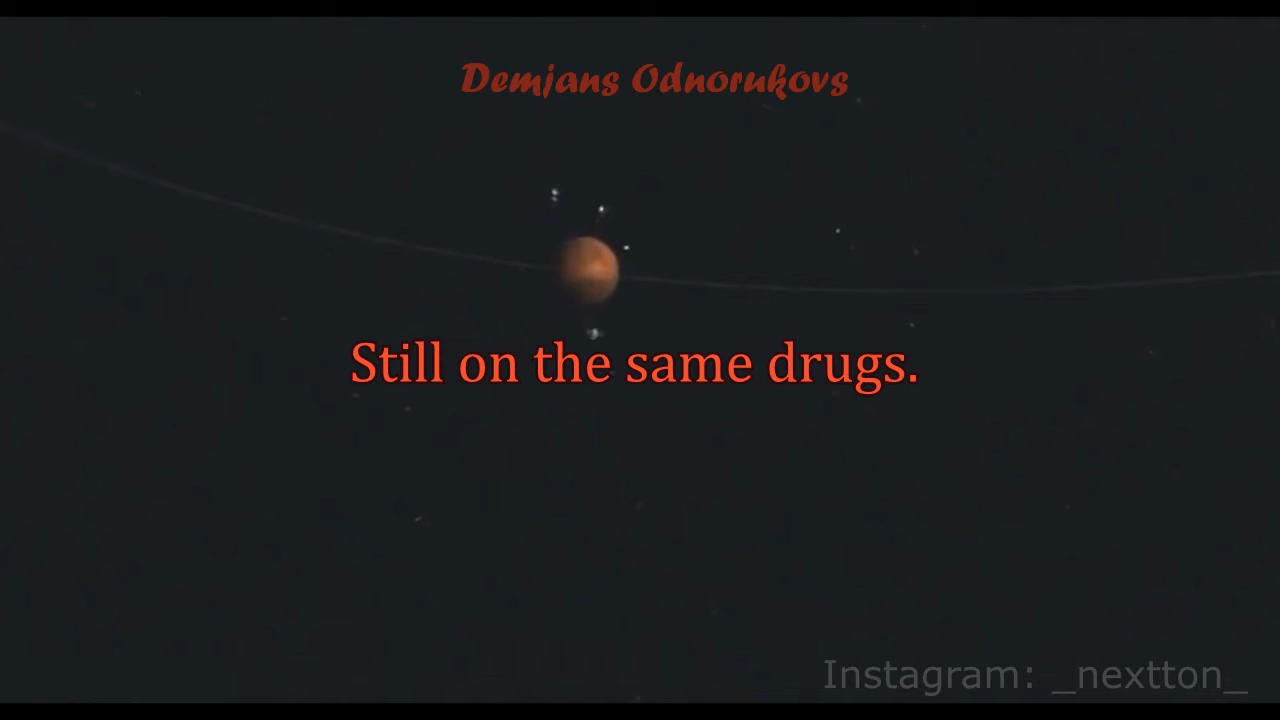 Demjans Odnorukovs
Still on the same drugs.
Instagram: _nextton_